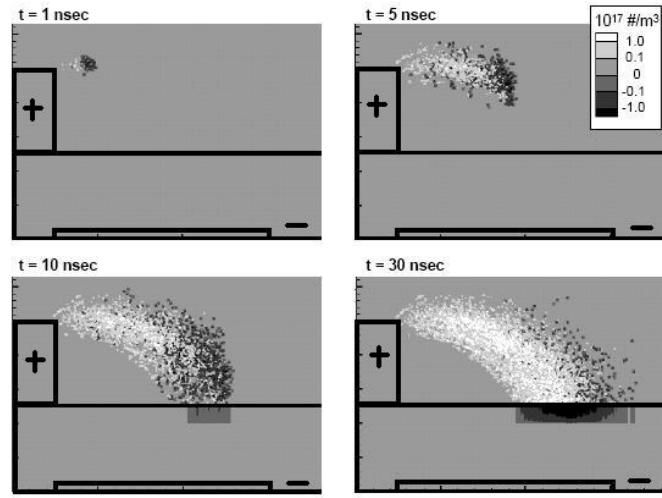 t = 1 nsec
t = 5 nsec
10¹⁷ #/m³
1.0
0.1
0
-0.1
-1.0
+
+
−
−
t = 10 nsec
t = 30 nsec
+
+
−
−